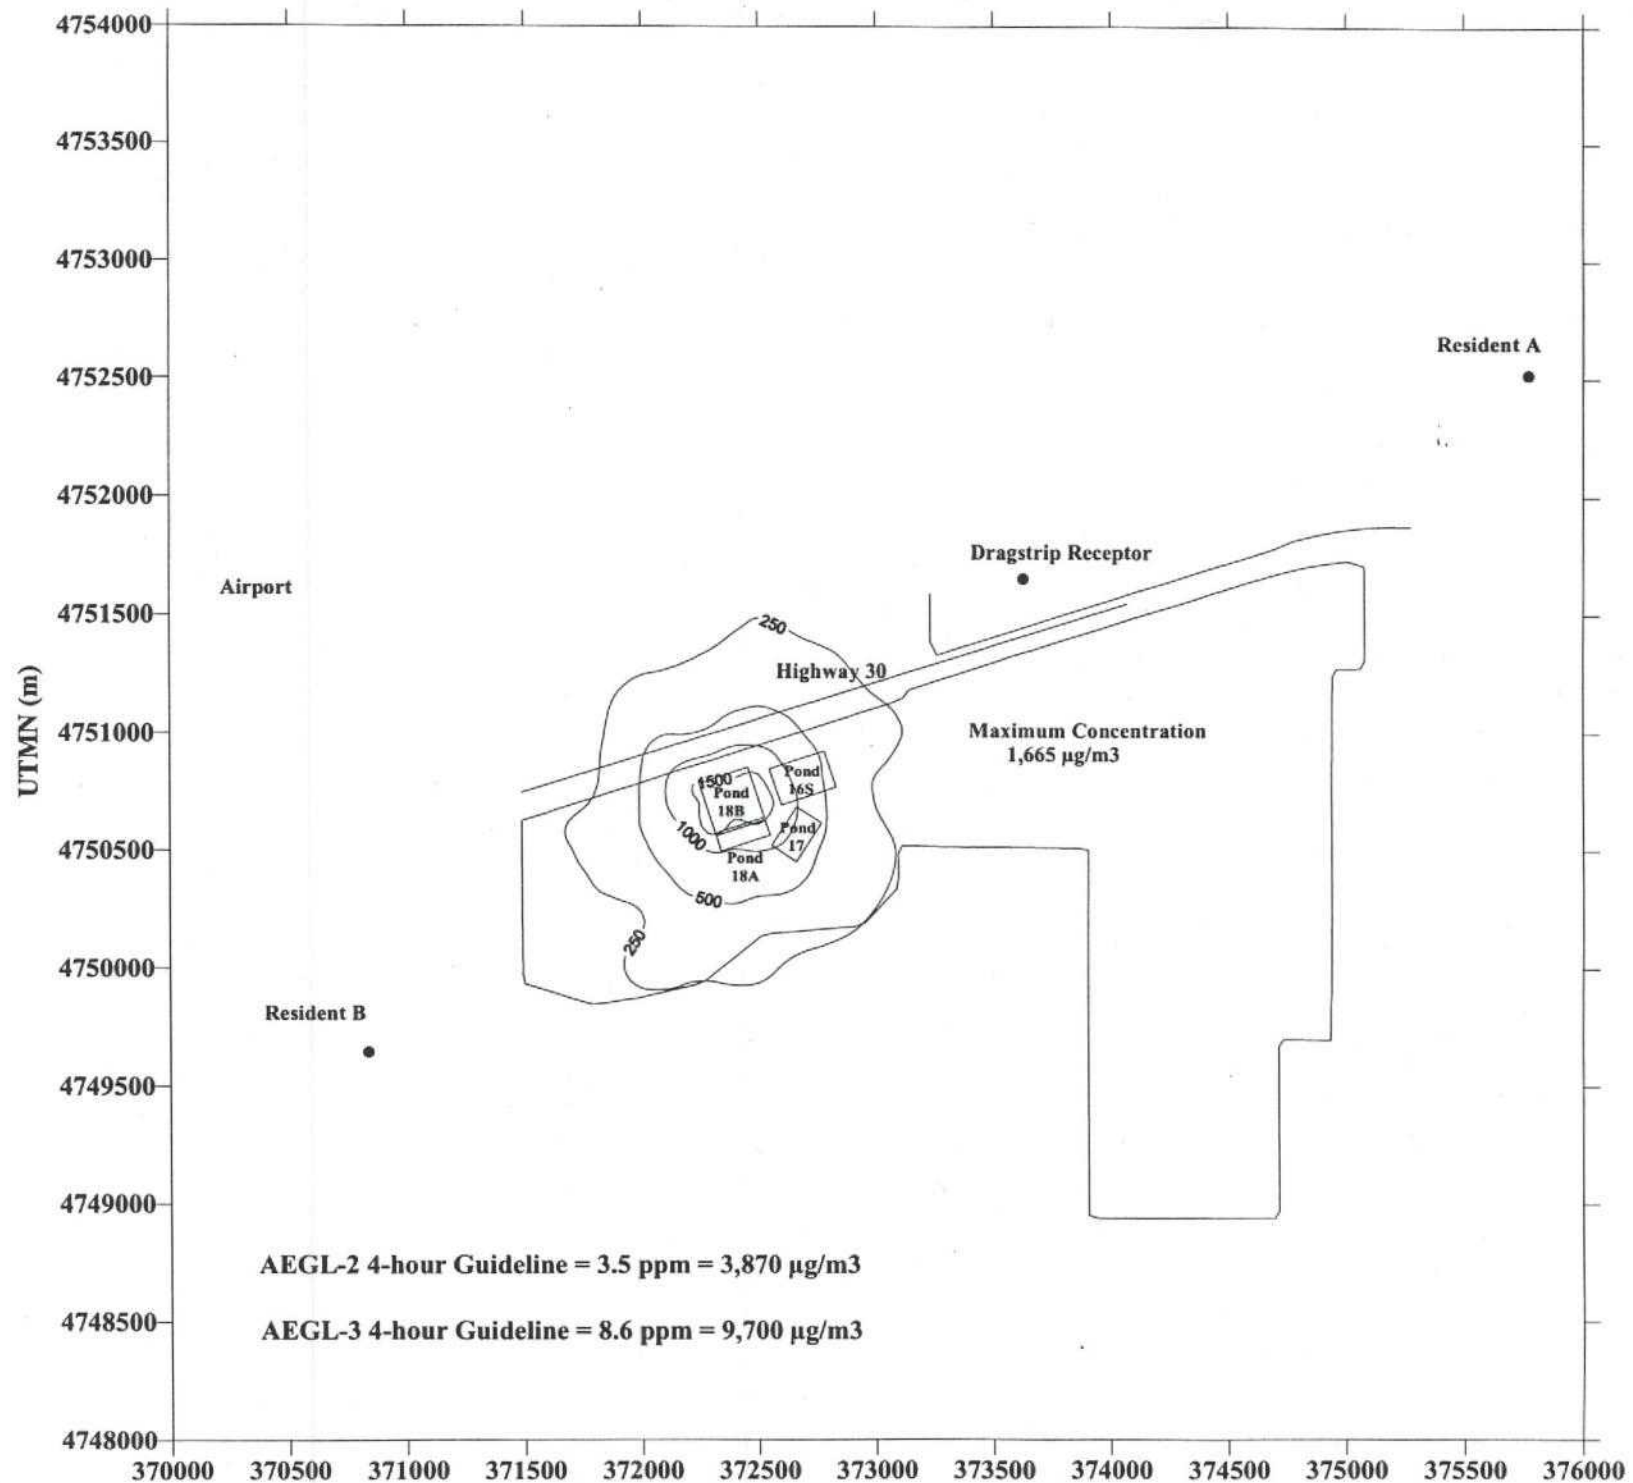 4754000
4753500
4753000
4752500
4752000
4751500
4751000
4750500
4750000
4749500
4749000
4748500
4748000
UTMN (m)
Resident A
Dragstrip Receptor
Airport
250
Highway 30
Maximum Concentration
1,665 µg/m3
1500
Pond
18B
Pond
16S
1000
Pond
17
Pond
18A
500
250
Resident B
AEGL-2 4-hour Guideline = 3.5 ppm = 3,870 µg/m3
AEGL-3 4-hour Guideline = 8.6 ppm = 9,700 µg/m3
370000 370500 371000 371500 372000 372500 373000 373500 374000 374500 375000 375500 376000